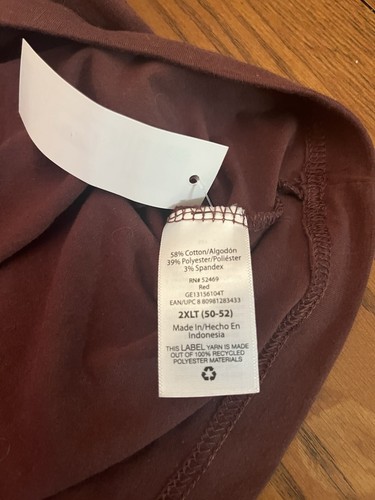 58% Cotton/Algodón
39% Polyester/Poliéster
3% Spandex
RN# 52469
Red
GE13156104T
EAN/UPC 8 80981283433
2XLT (50-52)
Made In/Hecho En
Indonesia
THIS LABEL YARN IS MADE
OUT OF 100% RECYCLED
POLYESTER MATERIALS